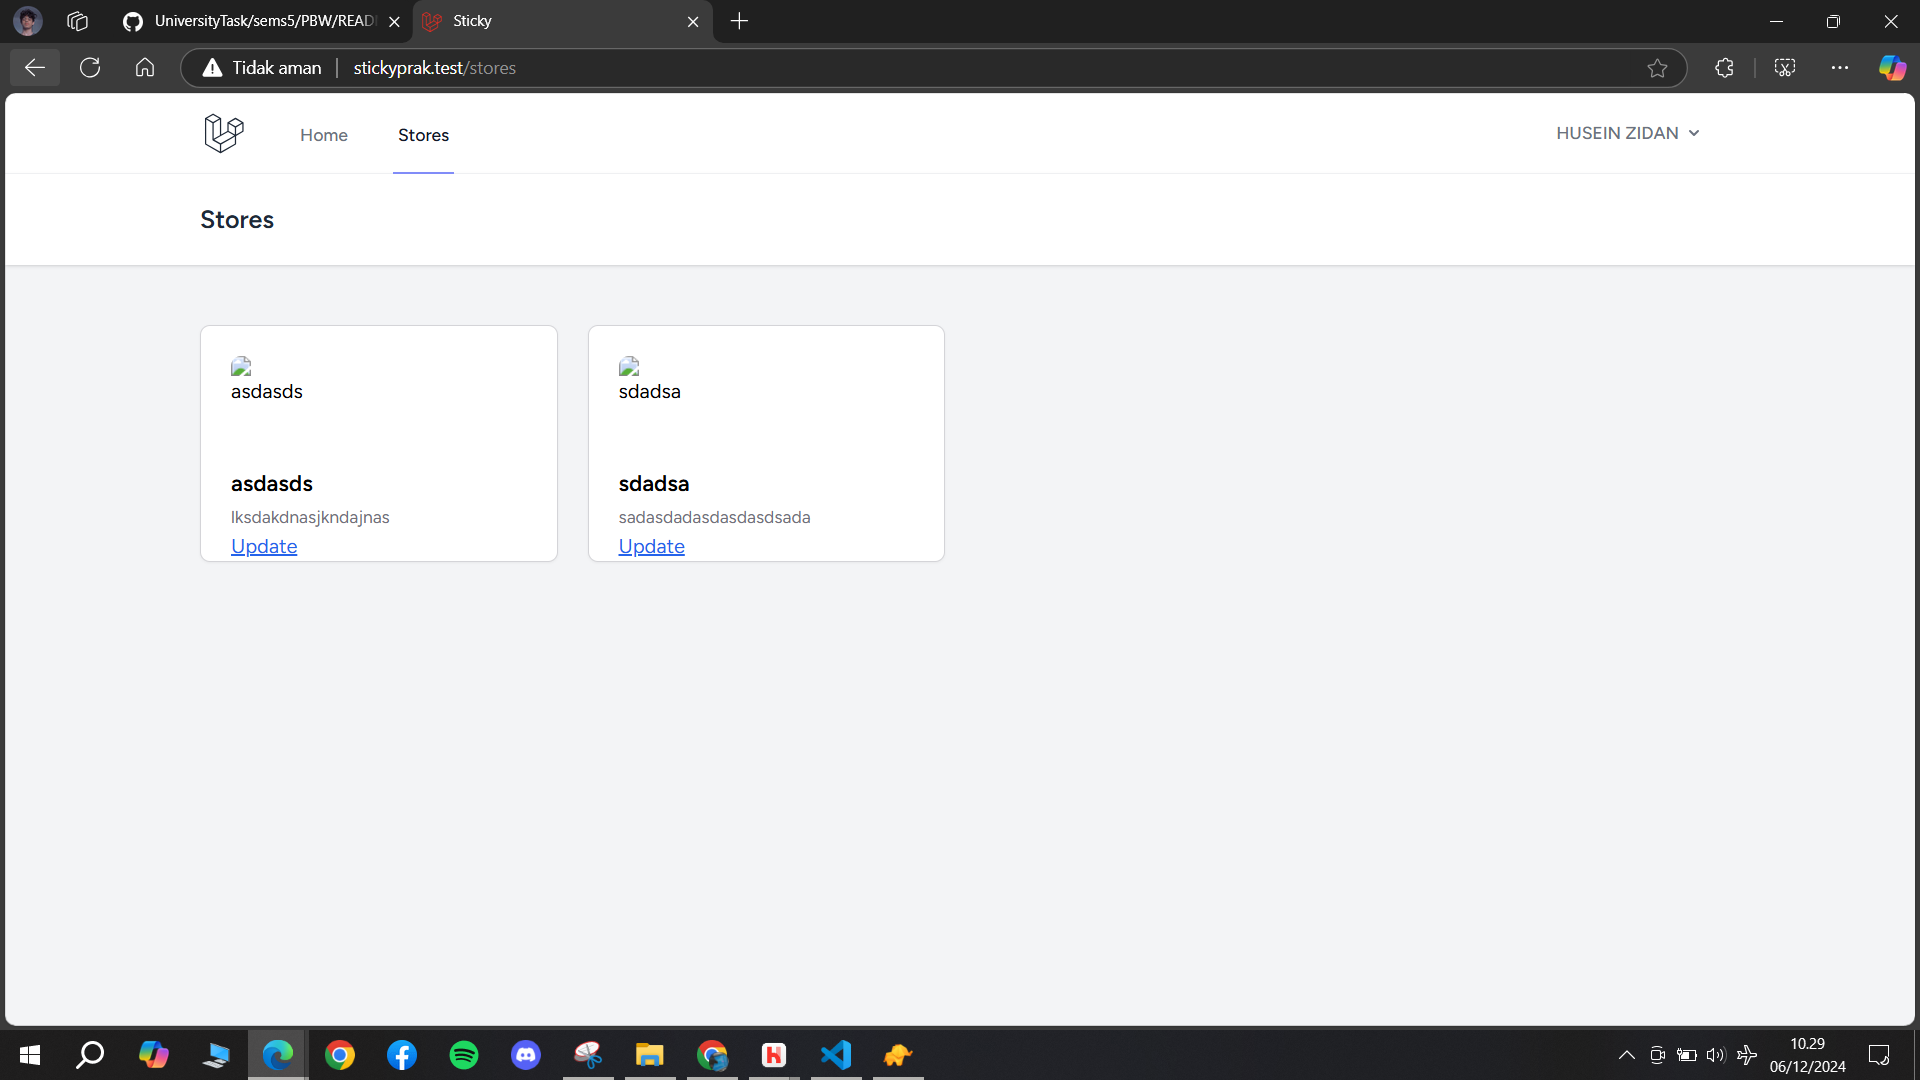 UniversityTask/sems5/PBW/READ
Sticky
Tidak aman
stickyprak.test/stores
Home
Stores
HUSEIN ZIDAN
Stores
asdasds
sdadsa
asdasds
sdadsa
lksdakdnasjkndajnas
sadasdadasdasdasdsada
Update
Update
10.29
06/12/2024